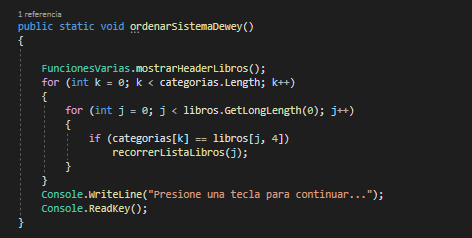 1 referencia
public static void ordenarSistemaDewey()
{
FuncionesVarias.mostrarHeaderLibros();
for (int k = 0; k < categorias.Length; k++)
{
for (int j = 0; j < libros.GetLongLength(0); j++)
{
if (categorias[k] == libros[j, 4])
recorrerListaLibros(j);
}
}
Console.WriteLine("Presione una tecla para continuar...");
Console.ReadKey();
}